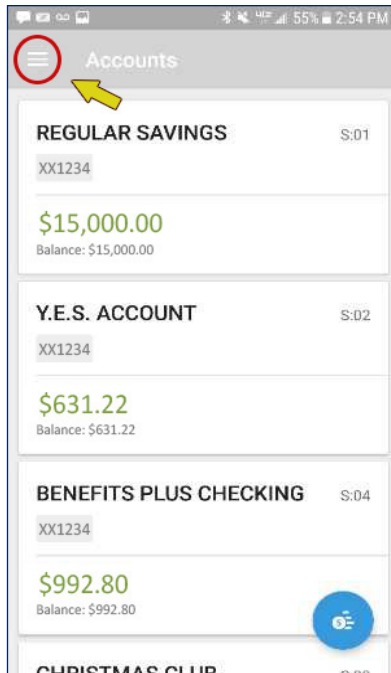 55% 2:54 PM
Accounts
REGULAR SAVINGS S:01
XX1234
$15,000.00
Balance: $15,000.00
Y.E.S. ACCOUNT S:02
XX1234
$631.22
Balance: $631.22
BENEFITS PLUS CHECKING S:04
XX1234
$992.80
Balance: $992.80
CHRISTMAS CLUB